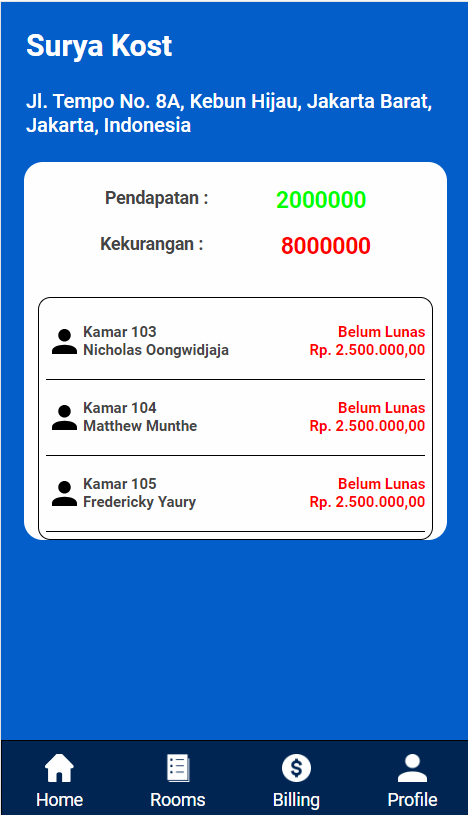 Surya Kost
Jl. Tempo No. 8A, Kebun Hijau, Jakarta Barat,
Jakarta, Indonesia
Pendapatan : 2000000
Kekurangan : 8000000
Kamar 103 Belum Lunas
Nicholas Oongwidjaja Rp. 2.500.000,00
Kamar 104 Belum Lunas
Matthew Munthe Rp. 2.500.000,00
Kamar 105 Belum Lunas
Fredericky Yaury Rp. 2.500.000,00
Home Rooms Billing Profile